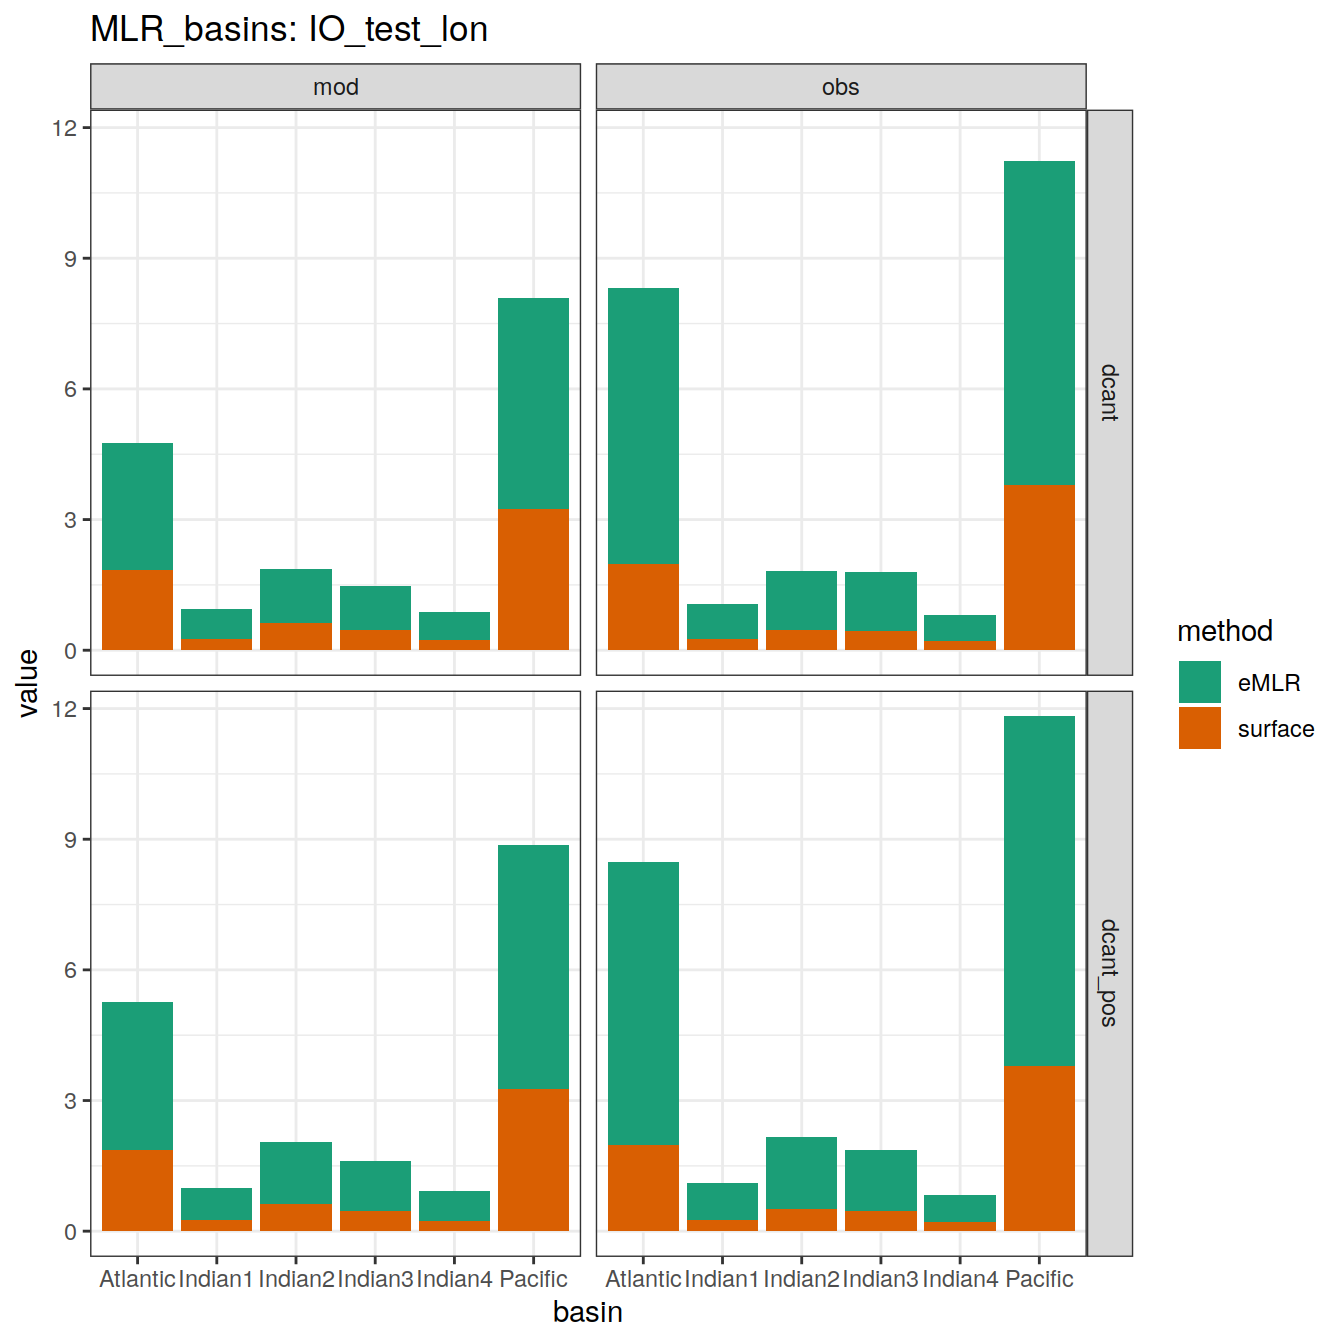 MLR_basins: IO_test_lon
mod
obs
12
9
6
3
0
dcant
12
9
6
3
0
dcant_pos
value
Atlantic Indian1 Indian2 Indian3 Indian4 Pacific
Atlantic Indian1 Indian2 Indian3 Indian4 Pacific
basin
method
eMLR
surface